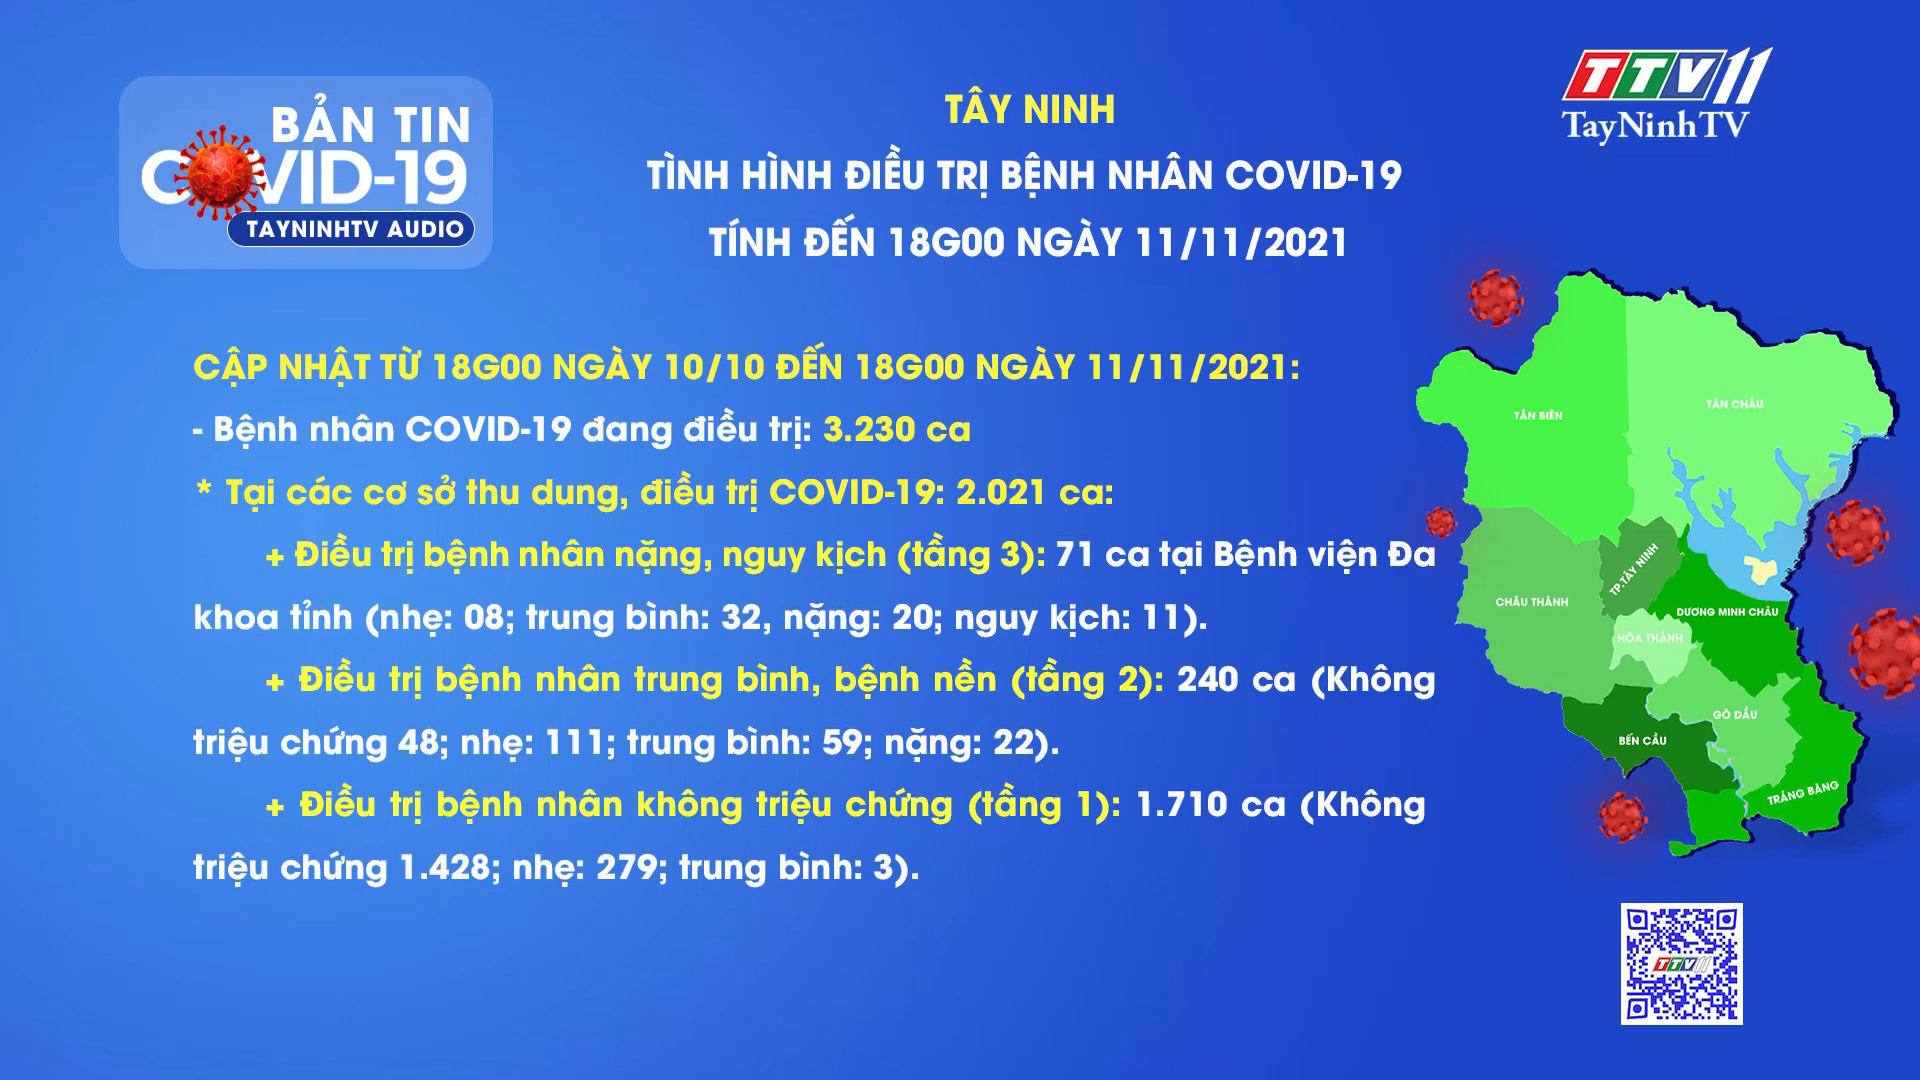 BẢN TIN
COVID-19
TAYNINHTV AUDIO
TTV11
TayNinhTV
TÂY NINH
TÌNH HÌNH ĐIỀU TRỊ BỆNH NHÂN COVID-19
TÍNH ĐẾN 18G00 NGÀY 11/11/2021
CẬP NHẬT TỪ 18G00 NGÀY 10/10 ĐẾN 18G00 NGÀY 11/11/2021:
- Bệnh nhân COVID-19 đang điều trị: 3.230 ca
* Tại các cơ sở thu dung, điều trị COVID-19: 2.021 ca:
+ Điều trị bệnh nhân nặng, nguy kịch (tầng 3): 71 ca tại Bệnh viện Đa
khoa tỉnh (nhẹ: 08; trung bình: 32, nặng: 20; nguy kịch: 11).
+ Điều trị bệnh nhân trung bình, bệnh nền (tầng 2): 240 ca (Không
triệu chứng 48; nhẹ: 111; trung bình: 59; nặng: 22).
+ Điều trị bệnh nhân không triệu chứng (tầng 1): 1.710 ca (Không
triệu chứng 1.428; nhẹ: 279; trung bình: 3).
TÂN BIÊN
TÂN CHÂU
TP.TÂY NINH
CHÂU THÀNH
DƯƠNG MINH CHÂU
HÒA THÀNH
GÒ DẦU
BẾN CẦU
TRẢNG BÀNG
TTV11